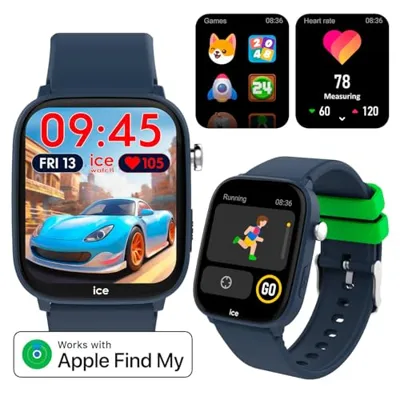 Games 08:36
2048
24
Heart rate 08:36
78
Measuring
60 120
09:45
FRI 13 ice
watch
105
ice
Running 08:36
GO
ice
Works with
Apple Find My